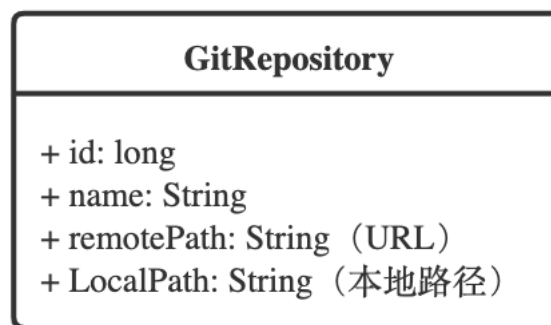 GitRepository
+ id: long
+ name: String
+ remotePath: String（URL）
+ LocalPath: String（本地路径）